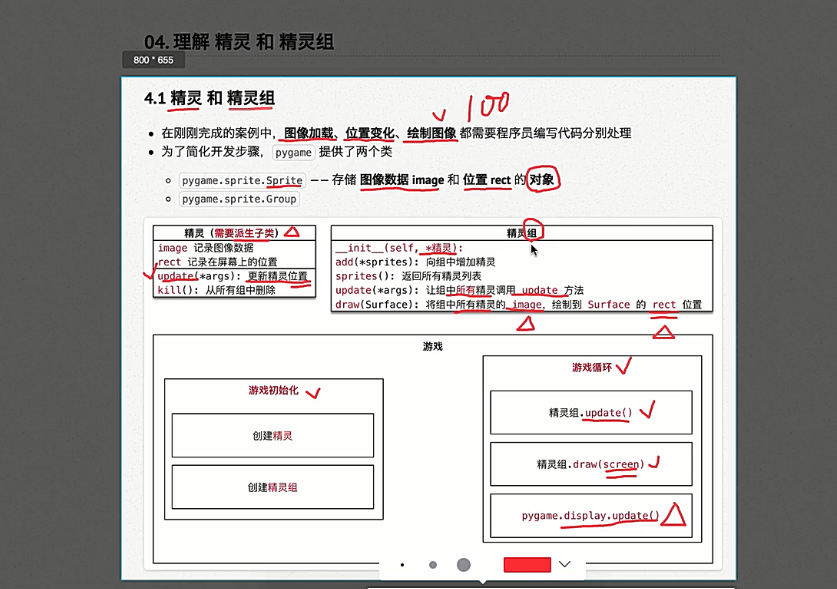 04. 理解 精灵 和 精灵组
800 * 655
4.1 精灵 和 精灵组
100
• 在刚刚完成的案例中，图像加载、位置变化、绘制图像 都需要程序员编写代码分别处理
• 为了简化开发步骤，pygame 提供了两个类
pygame.sprite.Sprite —— 存储 图像数据 image 和 位置 rect 的 对象
pygame.sprite.Group
精灵（需要派生子类）
image 记录图像数据
rect 记录在屏幕上的位置
update(*args): 更新精灵位置
kill(): 从所有组中删除
精灵组
__init__(self, *精灵):
add(*sprites): 向组中增加精灵
sprites(): 返回所有精灵列表
update(*args): 让组中所有精灵调用 update 方法
draw(Surface): 将组中所有精灵的 image，绘制到 Surface 的 rect 位置
游戏
游戏初始化
创建精灵
创建精灵组
游戏循环
精灵组.update()
精灵组.draw(screen)
pygame.display.update()